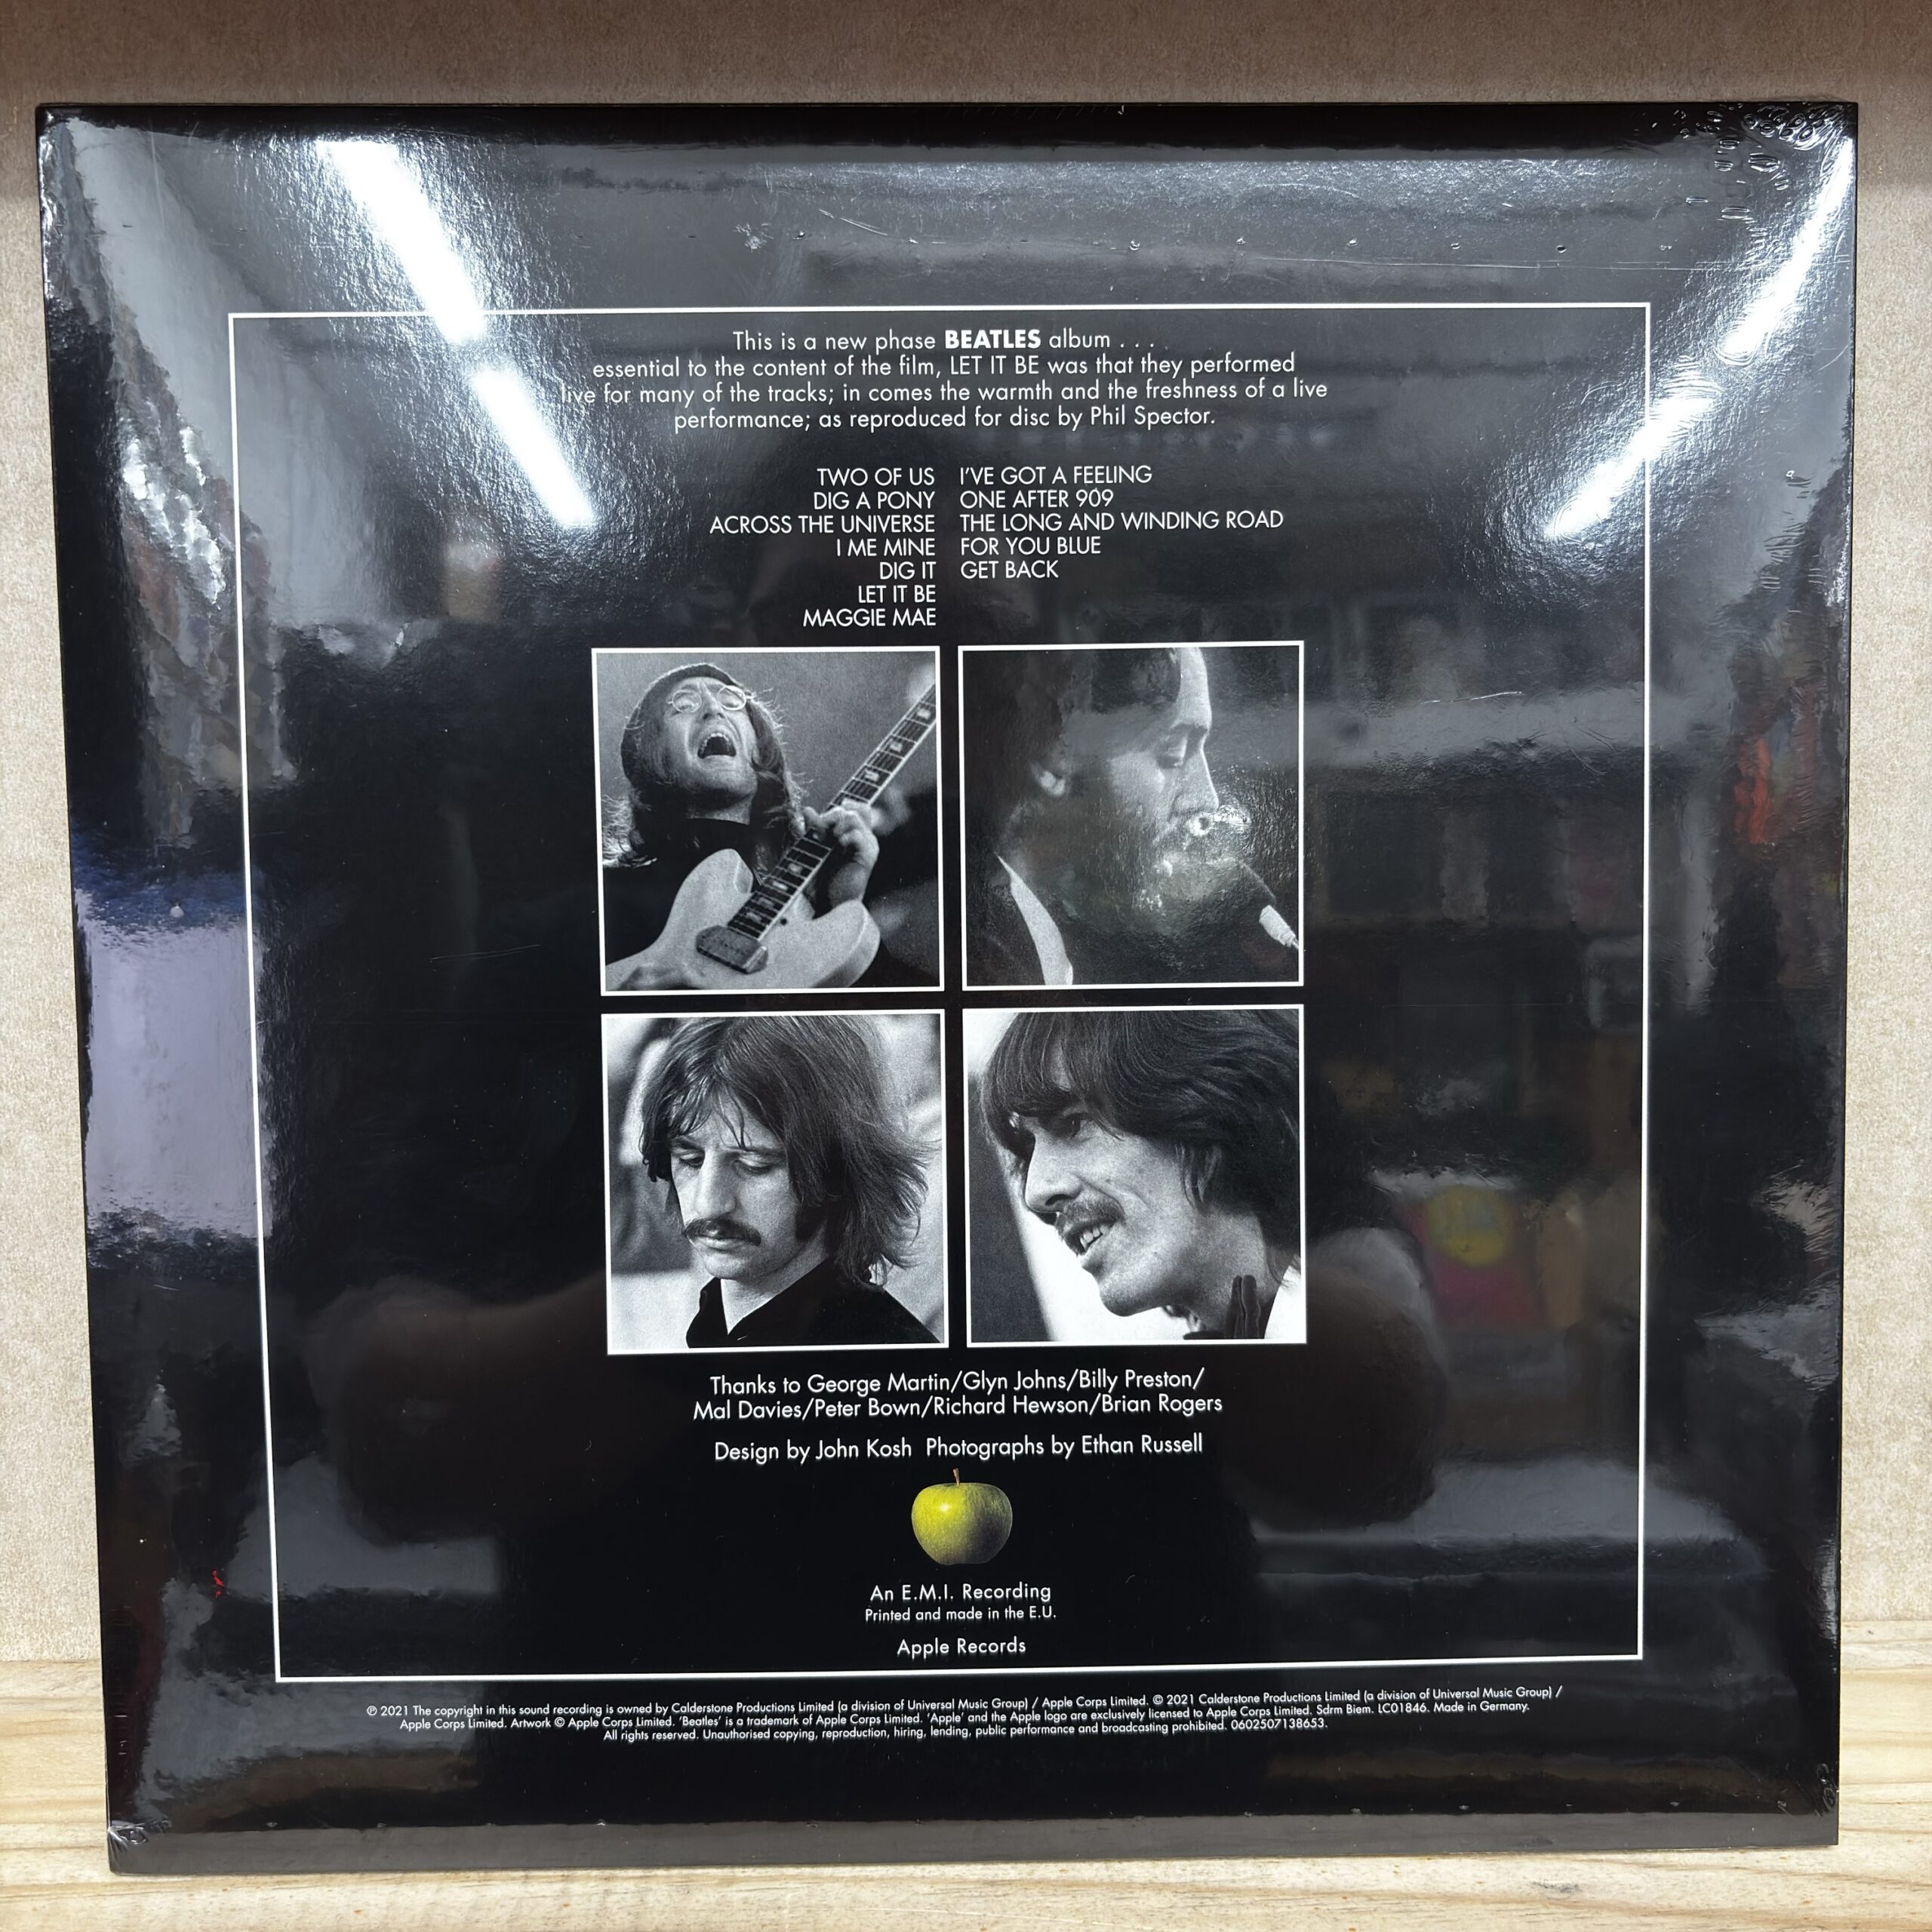 This is a new phase BEATLES album . . .
essential to the content of the film, LET IT BE was that they performed
live for many of the tracks; in comes the warmth and the freshness of a live
performance; as reproduced for disc by Phil Spector.
TWO OF US
DIG A PONY
ACROSS THE UNIVERSE
I ME MINE
DIG IT
LET IT BE
MAGGIE MAE
I'VE GOT A FEELING
ONE AFTER 909
THE LONG AND WINDING ROAD
FOR YOU BLUE
GET BACK
Thanks to George Martin/Glyn Johns/Billy Preston/
Mal Davies/Peter Bown/Richard Hewson/Brian Rogers
Design by John Kosh Photographs by Ethan Russell
An E.M.I. Recording
Printed and made in the E.U.
Apple Records
℗ 2021 The copyright in this sound recording is owned by Calderstone Productions Limited (a division of Universal Music Group) / Apple Corps Limited. © 2021 Calderstone Productions Limited (a division of Universal Music Group) /
Apple Corps Limited. Artwork © Apple Corps Limited. 'Beatles' is a trademark of Apple Corps Limited. 'Apple' and the Apple logo are exclusively licensed to Apple Corps Limited. Sdrm Biem. LC01846. Made in Germany.
All rights reserved. Unauthorised copying, reproduction, hiring, lending, public performance and broadcasting prohibited. 0602507138653.